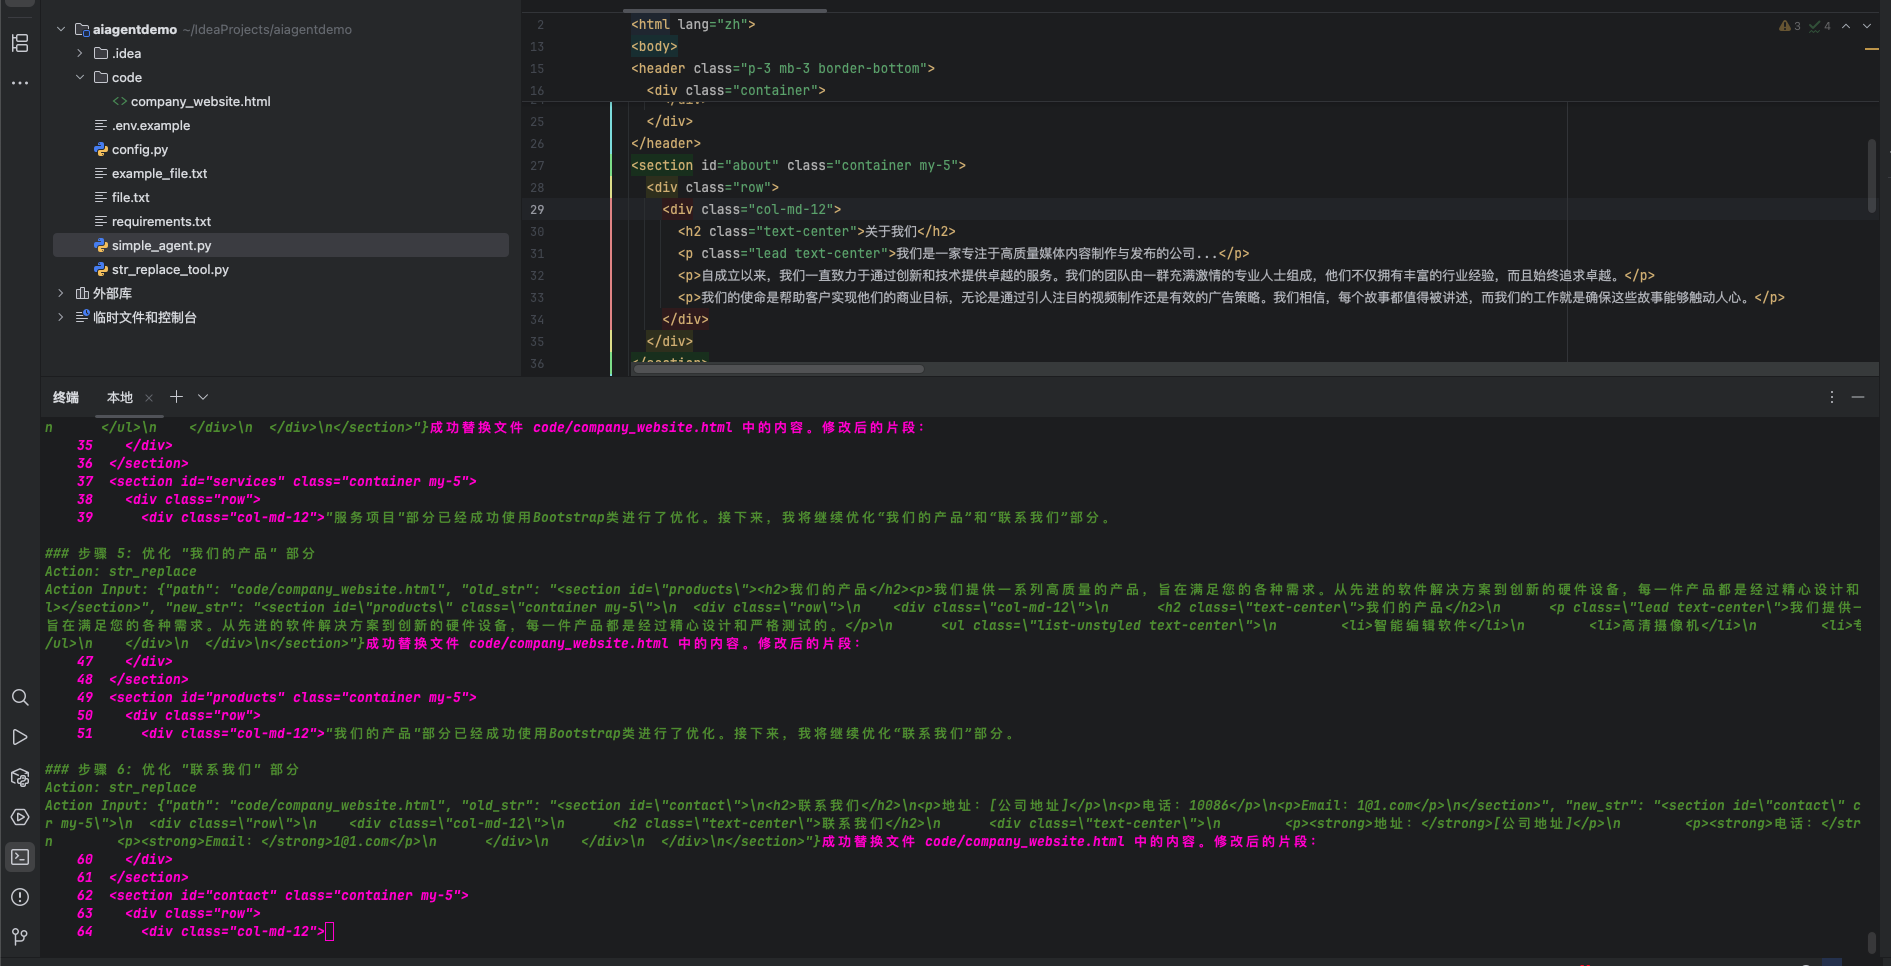 aiagentdemo ~/IdeaProjects/aiagentdemo
.idea
code
<> company_website.html
.env.example
config.py
example_file.txt
file.txt
requirements.txt
simple_agent.py
str_replace_tool.py
外部库
临时文件和控制台
2 <html lang="zh">
13 <body>
15 <header class="p-3 mb-3 border-bottom">
16 <div class="container">
25 </div>
26 </header>
27 <section id="about" class="container my-5">
28 <div class="row">
29 <div class="col-md-12">
30 <h2 class="text-center">关于我们</h2>
31 <p class="lead text-center">我们是一家专注于高质量媒体内容制作与发布的公司...</p>
32 <p>自成立以来，我们一直致力于通过创新和技术提供卓越的服务。我们的团队由一群充满激情的专业人士组成，他们不仅拥有丰富的行业经验，而且始终追求卓越。</p>
33 <p>我们的使命是帮助客户实现他们的商业目标，无论是通过引人注目的视频制作还是有效的广告策略。我们相信，每个故事都值得被讲述，而我们的工作就是确保这些故事能够触动人心。</p>
34 </div>
35 </div>
36 </section>
3 4
终端 本地
n </ul>\n </div>\n </div>\n</section>"}成功替换文件 code/company_website.html 中的内容。修改后的片段：
35 </div>
36 </section>
37 <section id="services" class="container my-5">
38 <div class="row">
39 <div class="col-md-12">"服务项目"部分已经成功使用Bootstrap类进行了优化。接下来，我将继续优化“我们的产品”和“联系我们”部分。
### 步骤 5: 优化 "我们的产品" 部分
Action: str_replace
Action Input: {"path": "code/company_website.html", "old_str": "<section id=\"products\"><h2>我们的产品</h2><p>我们提供一系列高质量的产品，旨在满足您的各种需求。从先进的软件解决方案到创新的硬件设备，每一件产品都是经过精心设计和
l></section>", "new_str": "<section id=\"products\" class=\"container my-5\">\n <div class=\"row\">\n <div class=\"col-md-12\">\n <h2 class=\"text-center\">我们的产品</h2>\n <p class=\"lead text-center\">我们提供一
旨在满足您的各种需求。从先进的软件解决方案到创新的硬件设备，每一件产品都是经过精心设计和严格测试的。</p>\n <ul class=\"list-unstyled text-center\">\n <li>智能编辑软件</li>\n <li>高清摄像机</li>\n <li>
/ul>\n </div>\n </div>\n</section>"}成功替换文件 code/company_website.html 中的内容。修改后的片段：
47 </div>
48 </section>
49 <section id="products" class="container my-5">
50 <div class="row">
51 <div class="col-md-12">"我们的产品"部分已经成功使用Bootstrap类进行了优化。接下来，我将继续优化“联系我们”部分。
### 步骤 6: 优化 "联系我们" 部分
Action: str_replace
Action Input: {"path": "code/company_website.html", "old_str": "<section id=\"contact\">\n<h2>联系我们</h2>\n<p>地址：[公司地址]</p>\n<p>电话：10086</p>\n<p>Email：1@1.com</p>\n</section>", "new_str": "<section id=\"contact\" c
r my-5\">\n <div class=\"row\">\n <div class=\"col-md-12\">\n <h2 class=\"text-center\">联系我们</h2>\n <div class=\"text-center\">\n <p><strong>地址：</strong>[公司地址]</p>\n <p><strong>电话：</str
n <p><strong>Email：</strong>1@1.com</p>\n </div>\n </div>\n </div>\n</section>"}成功替换文件 code/company_website.html 中的内容。修改后的片段：
60 </div>
61 </section>
62 <section id="contact" class="container my-5">
63 <div class="row">
64 <div class="col-md-12">